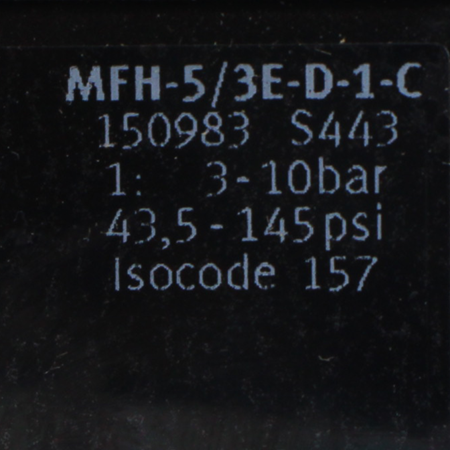 MFH-5/3E-D-1-C
150983 S443
1: 3-10bar
43,5-145psi
Isocode 157